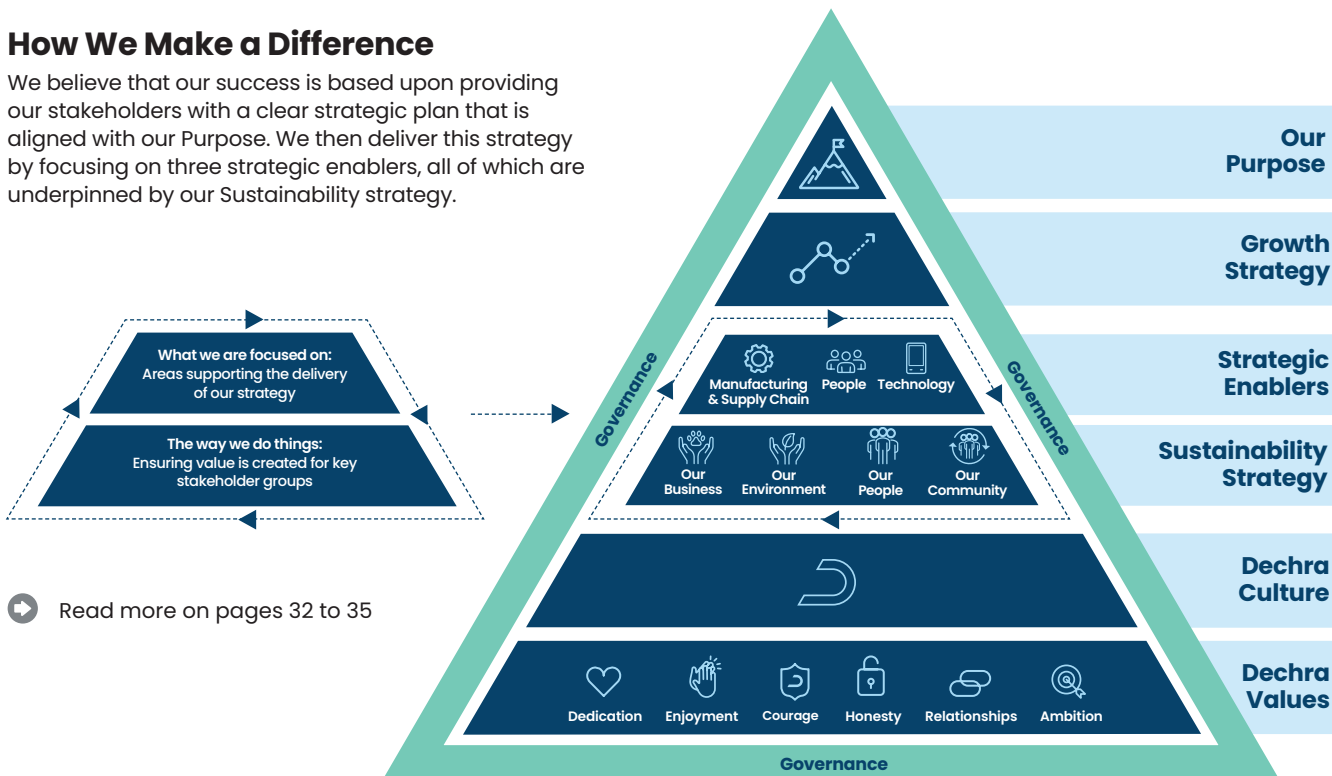 How We Make a Difference
We believe that our success is based upon providing
our stakeholders with a clear strategic plan that is
aligned with our Purpose. We then deliver this strategy
by focusing on three strategic enablers, all of which are
underpinned by our Sustainability strategy.
What we are focused on:
Areas supporting the delivery
of our strategy
The way we do things:
Ensuring value is created for key
stakeholder groups
Read more on pages 32 to 35
Governance
Governance
Our
Purpose
Growth
Strategy
Manufacturing
& Supply Chain
People
Technology
Strategic
Enablers
Our
Business
Our
Environment
Our
People
Our
Community
Sustainability
Strategy
Dechra
Culture
Dedication
Enjoyment
Courage
Honesty
Relationships
Ambition
Dechra
Values
Governance